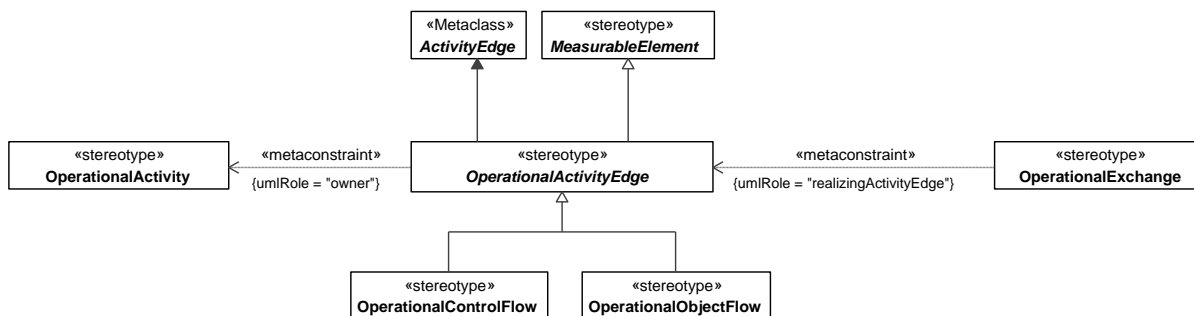 «Metaclass»
ActivityEdge
«stereotype»
MeasurableElement
«stereotype»
OperationalActivity
«metaconstraint»
{umlRole = "owner"}
«stereotype»
OperationalActivityEdge
«metaconstraint»
{umlRole = "realizingActivityEdge"}
«stereotype»
OperationalExchange
«stereotype»
OperationalControlFlow
«stereotype»
OperationalObjectFlow